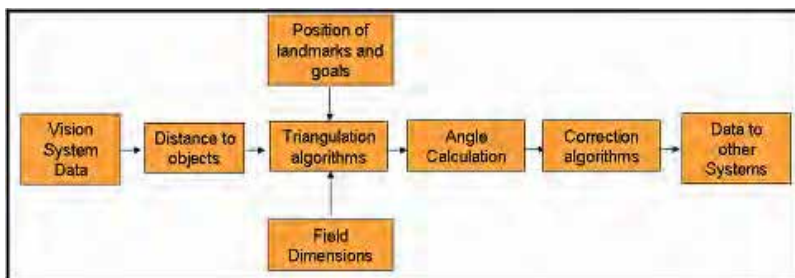 Position of
landmarks and
goals
Vision
System
Data
Distance to
objects
Triangulation
algorithms
Angle
Calculation
Correction
algorithms
Data to
other
Systems
Field
Dimensions